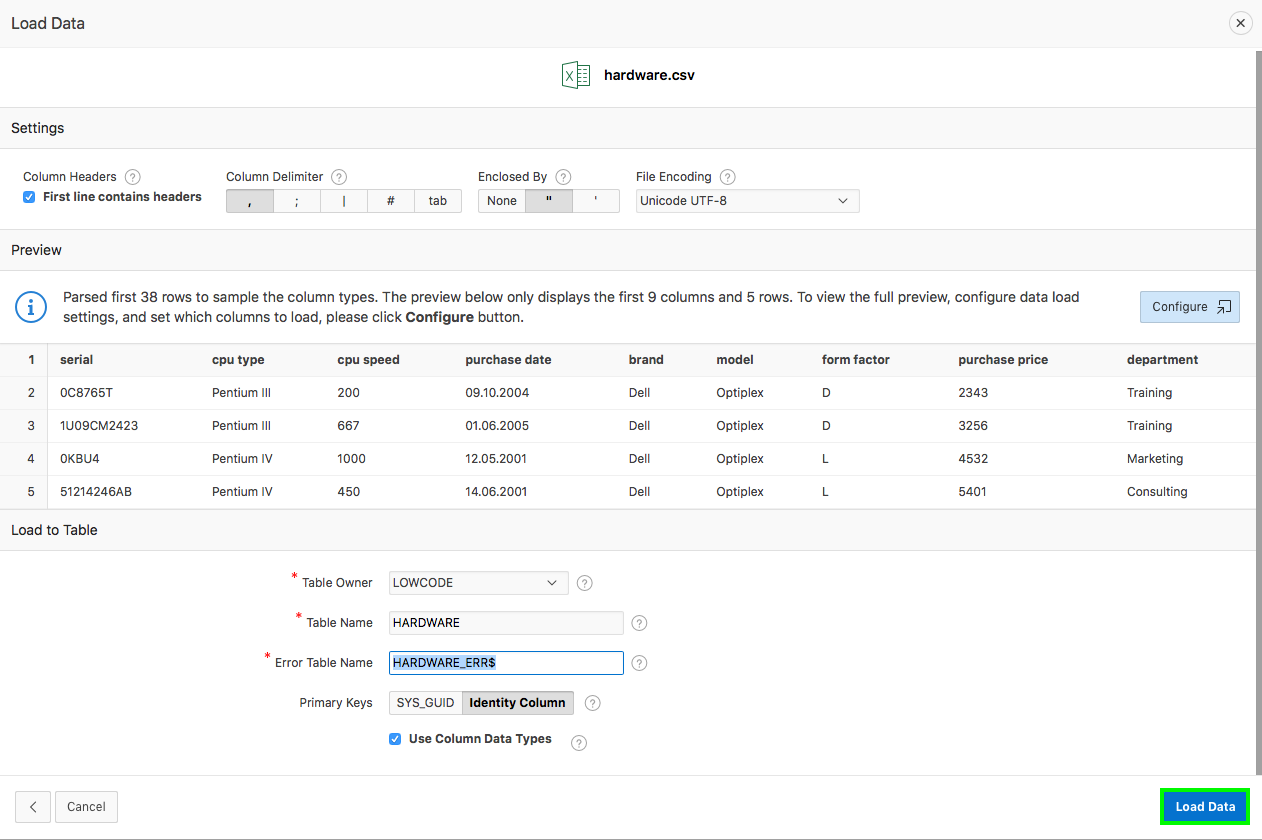 Load Data
hardware.csv
Settings
Column Headers ?
First line contains headers
Column Delimiter ?
, ; | # tab
Enclosed By ?
None " '
File Encoding ?
Unicode UTF-8
Preview
Parsed first 38 rows to sample the column types. The preview below only displays the first 9 columns and 5 rows. To view the full preview, configure data load
settings, and set which columns to load, please click Configure button.
Configure
1 serial cpu type cpu speed purchase date brand model form factor purchase price department
2 0C8765T Pentium III 200 09.10.2004 Dell Optiplex D 2343 Training
3 1U09CM2423 Pentium III 667 01.06.2005 Dell Optiplex D 3256 Training
4 0KBU4 Pentium IV 1000 12.05.2001 Dell Optiplex L 4532 Marketing
5 51214246AB Pentium IV 450 14.06.2001 Dell Optiplex L 5401 Consulting
Load to Table
* Table Owner LOWCODE ?
* Table Name HARDWARE ?
* Error Table Name HARDWARE_ERR$ ?
Primary Keys SYS_GUID Identity Column ?
Use Column Data Types ?
Cancel
Load Data